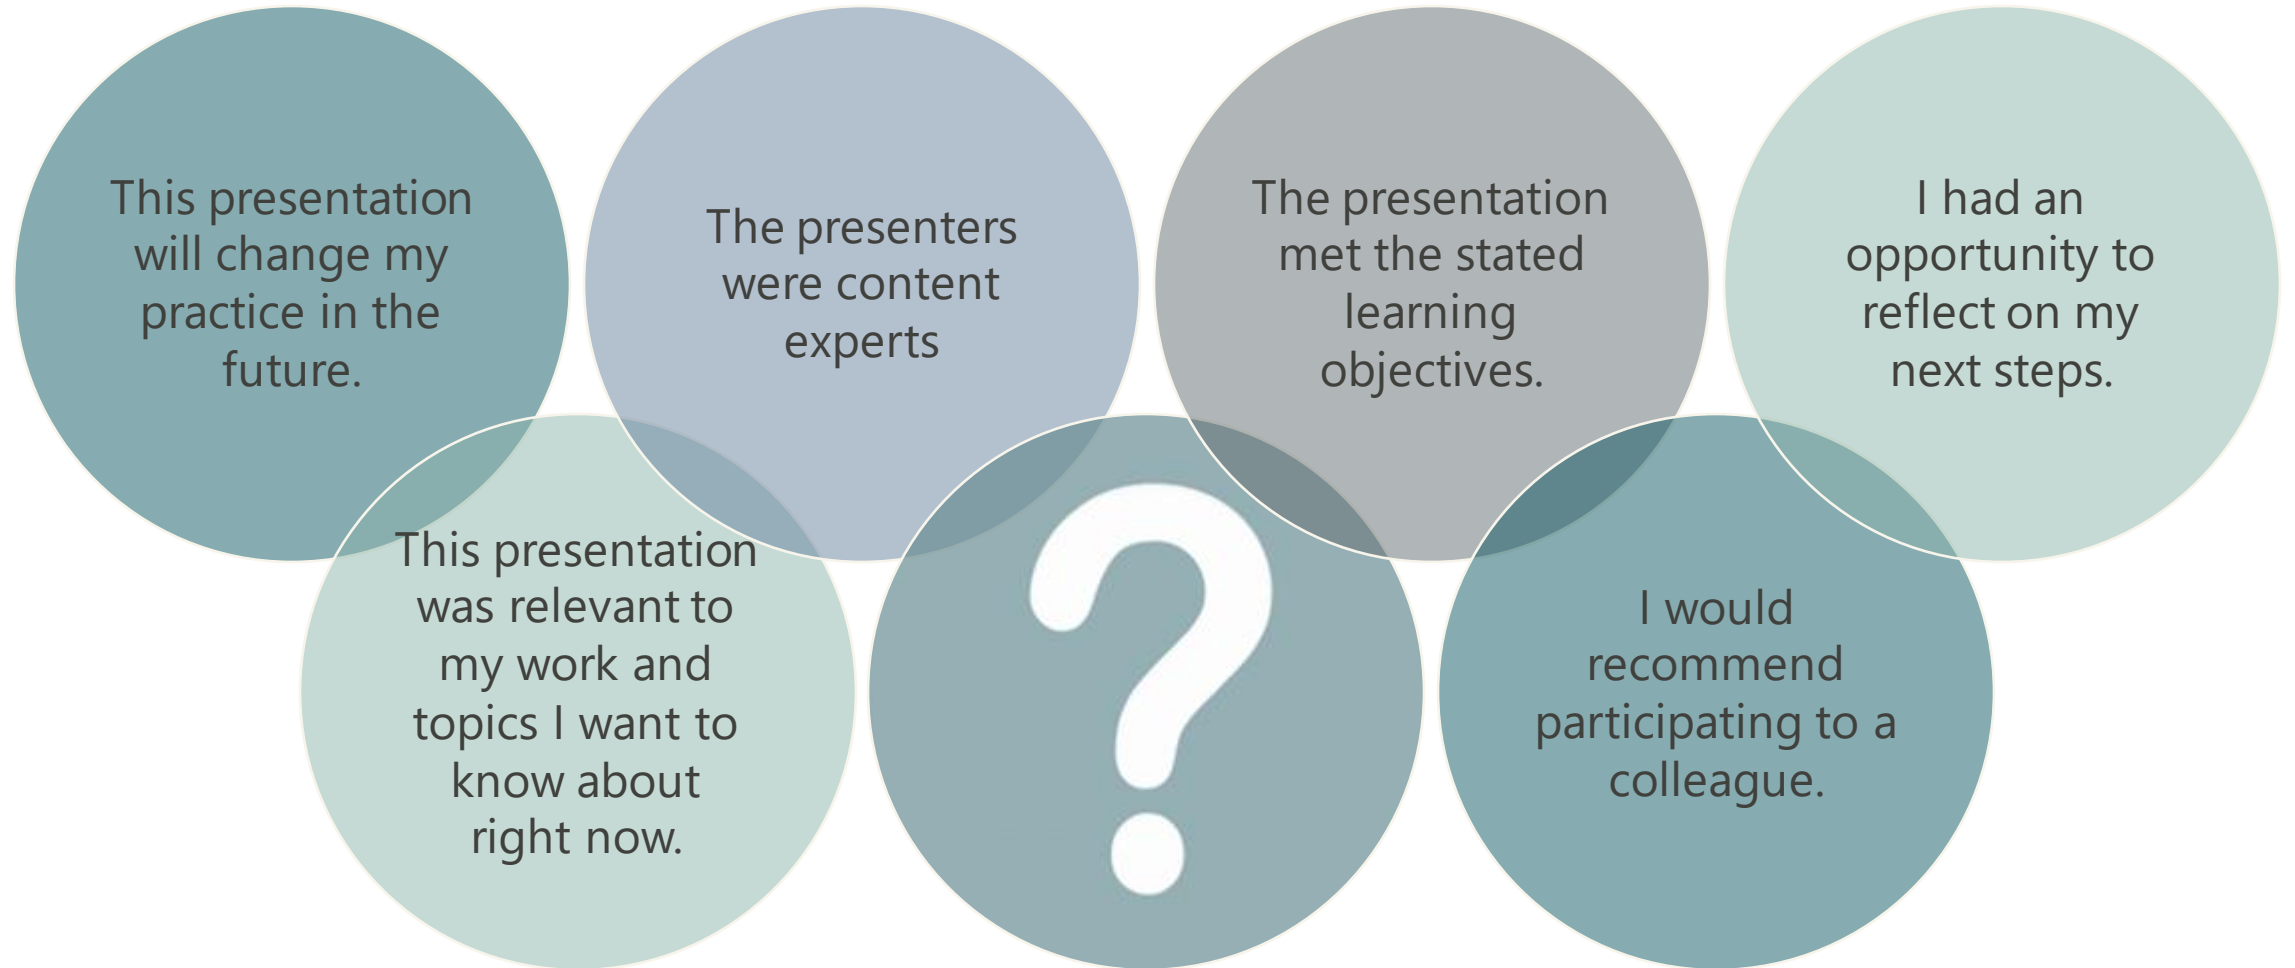 This presentation
will change my
practice in the
future.
The presenters
were content
experts
The presentation
met the stated
learning
objectives.
I had an
opportunity to
reflect on my
next steps.
This presentation
was relevant to
my work and
topics I want to
know about
right now.
?
I would
recommend
participating to a
colleague.